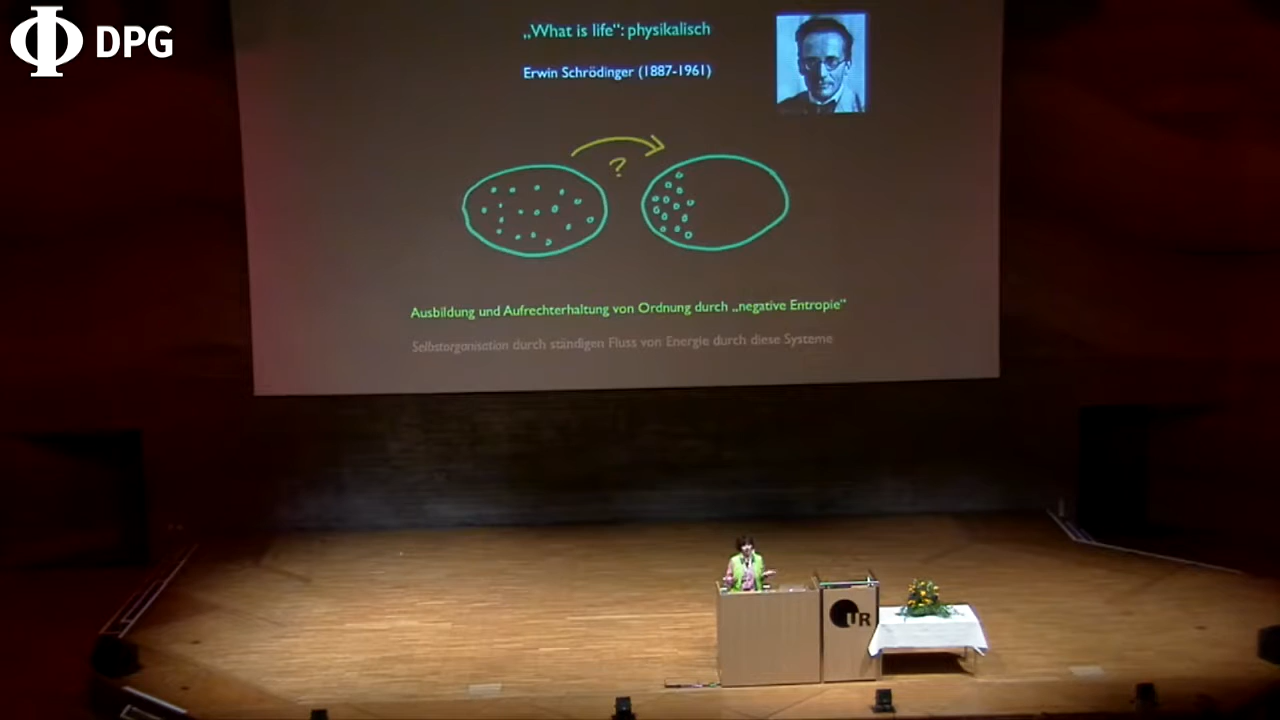 DPG
„What is life“: physikalisch
Erwin Schrödinger (1887-1961)
?
Ausbildung und Aufrechterhaltung von Ordnung durch „negative Entropie“
Selbstorganisation durch ständigen Fluss von Energie durch diese Systeme
UR